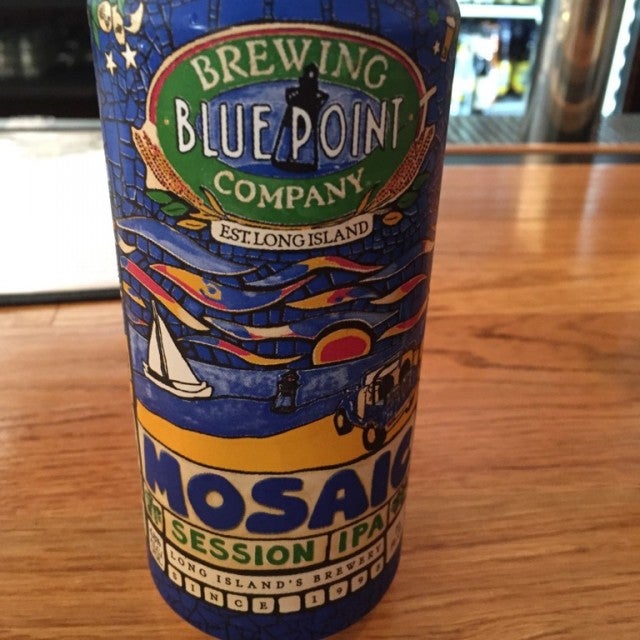 BREWING
BLUE POINT
COMPANY
EST. LONG ISLAND
MOSAIC
SESSION IPA
LONG ISLAND'S BREWERY
SINCE 1998